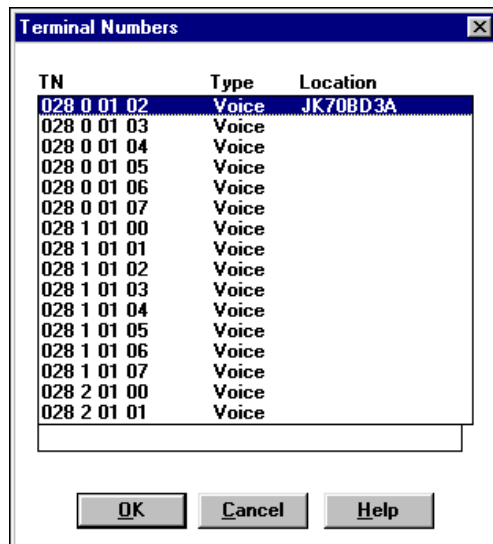 Terminal Numbers
TN Type Location
028 0 01 02 Voice JK70BD3A
028 0 01 03 Voice
028 0 01 04 Voice
028 0 01 05 Voice
028 0 01 06 Voice
028 0 01 07 Voice
028 1 01 00 Voice
028 1 01 01 Voice
028 1 01 02 Voice
028 1 01 03 Voice
028 1 01 04 Voice
028 1 01 05 Voice
028 1 01 06 Voice
028 1 01 07 Voice
028 2 01 00 Voice
028 2 01 01 Voice
OK Cancel Help